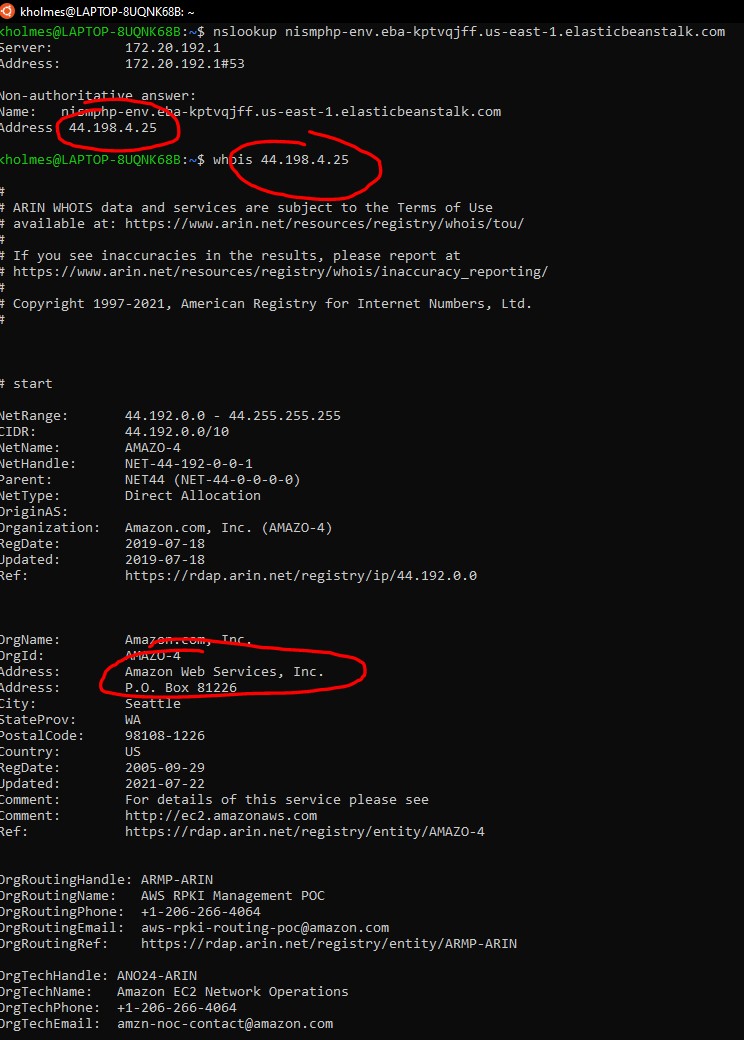 kholmes@LAPTOP-8UQNK68B: ~
kholmes@LAPTOP-8UQNK68B:~$ nslookup nismphp-env.eba-kptvqjff.us-east-1.elasticbeanstalk.com
Server: 172.20.192.1
Address: 172.20.192.1#53
Non-authoritative answer:
Name: nismphp-env.eba-kptvqjff.us-east-1.elasticbeanstalk.com
Address 44.198.4.25
kholmes@LAPTOP-8UQNK68B:~$ whois 44.198.4.25
#
# ARIN WHOIS data and services are subject to the Terms of Use
# available at: https://www.arin.net/resources/registry/whois/tou/
#
# If you see inaccuracies in the results, please report at
# https://www.arin.net/resources/registry/whois/inaccuracy_reporting/
#
# Copyright 1997-2021, American Registry for Internet Numbers, Ltd.
#
# start
NetRange: 44.192.0.0 - 44.255.255.255
CIDR: 44.192.0.0/10
NetName: AMAZO-4
NetHandle: NET-44-192-0-0-1
Parent: NET44 (NET-44-0-0-0-0)
NetType: Direct Allocation
OriginAS:
Organization: Amazon.com, Inc. (AMAZO-4)
RegDate: 2019-07-18
Updated: 2019-07-18
Ref: https://rdap.arin.net/registry/ip/44.192.0.0
OrgName: Amazon.com, Inc.
OrgId: AMAZO-4
Address: Amazon Web Services, Inc.
Address: P.O. Box 81226
City: Seattle
StateProv: WA
PostalCode: 98108-1226
Country: US
RegDate: 2005-09-29
Updated: 2021-07-22
Comment: For details of this service please see
Comment: http://ec2.amazonaws.com
Ref: https://rdap.arin.net/registry/entity/AMAZO-4
OrgRoutingHandle: ARMP-ARIN
OrgRoutingName: AWS RPKI Management POC
OrgRoutingPhone: +1-206-266-4064
OrgRoutingEmail: aws-rpki-routing-poc@amazon.com
OrgRoutingRef: https://rdap.arin.net/registry/entity/ARMP-ARIN
OrgTechHandle: ANO24-ARIN
OrgTechName: Amazon EC2 Network Operations
OrgTechPhone: +1-206-266-4064
OrgTechEmail: amzn-noc-contact@amazon.com